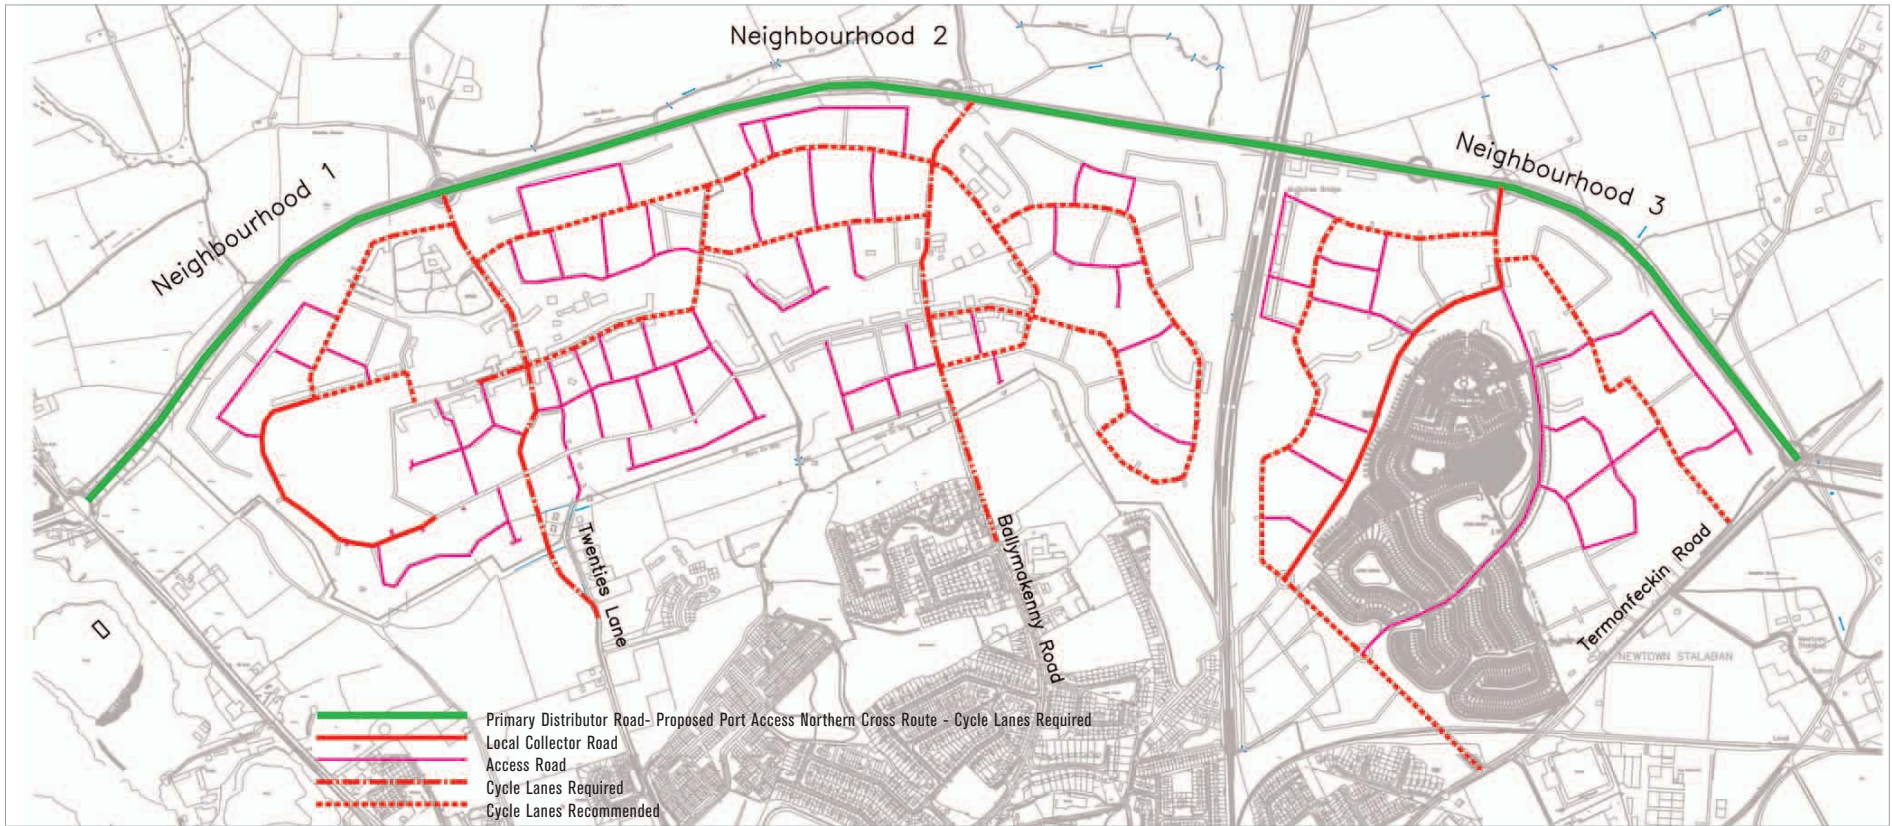 Neighbourhood 2
Neighbourhood 1
Neighbourhood 3
Twenties Lane
Ballymakenny Road
Termonfeckin Road
NEWTOWN STALABAN
Primary Distributor Road- Proposed Port Access Northern Cross Route - Cycle Lanes Required
Local Collector Road
Access Road
Cycle Lanes Required
Cycle Lanes Recommended